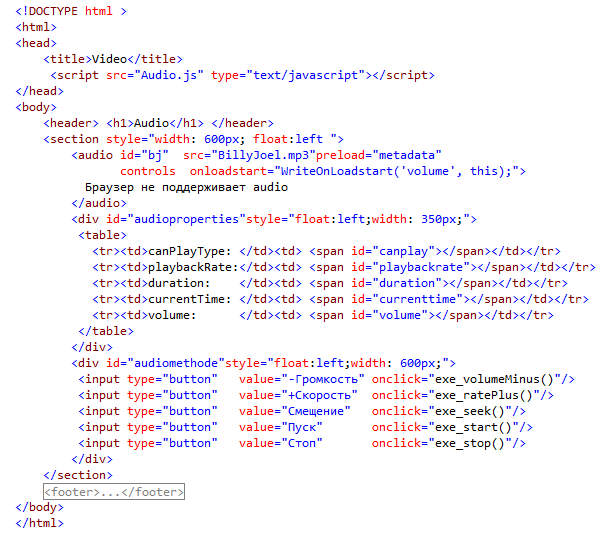 <!DOCTYPE html >
<html>
<head>
    <title>Video</title>
     <script src="Audio.js" type="text/javascript"></script>
</head>
<body>
    <header> <h1>Audio</h1> </header>
    <section style="width: 600px; float:left ">
        <audio id="bj"  src="BillyJoel.mp3"preload="metadata"
               controls  onloadstart="WriteOnLoadstart('volume', this);">
          Браузер не поддерживает audio
        </audio>
        <div id="audioproperties"style="float:left;width: 350px;">
         <table>
           <tr><td>canPlayType: </td><td> <span id="canplay"></span></td></tr>
           <tr><td>playbackRate:</td><td> <span id="playbackrate"></span></td></tr>
           <tr><td>duration:    </td><td> <span id="duration"></span></td></tr>
           <tr><td>currentTime: </td><td> <span id="currenttime"></span></td></tr>
           <tr><td>volume:      </td><td> <span id="volume"></span></td></tr>
         </table>
        </div>
        <div id="audiomethode"style="float:left;width: 600px;">
         <input type="button"   value="-Громкость" onclick="exe_volumeMinus()"/>
         <input type="button"   value="+Скорость"  onclick="exe_ratePlus()"/>
         <input type="button"   value="Смещение"   onclick="exe_seek()"/>
         <input type="button"   value="Пуск"       onclick="exe_start()"/>
         <input type="button"   value="Стоп"       onclick="exe_stop()"/>
        </div>
    </section>
    <footer>...</footer>
</body>
</html>